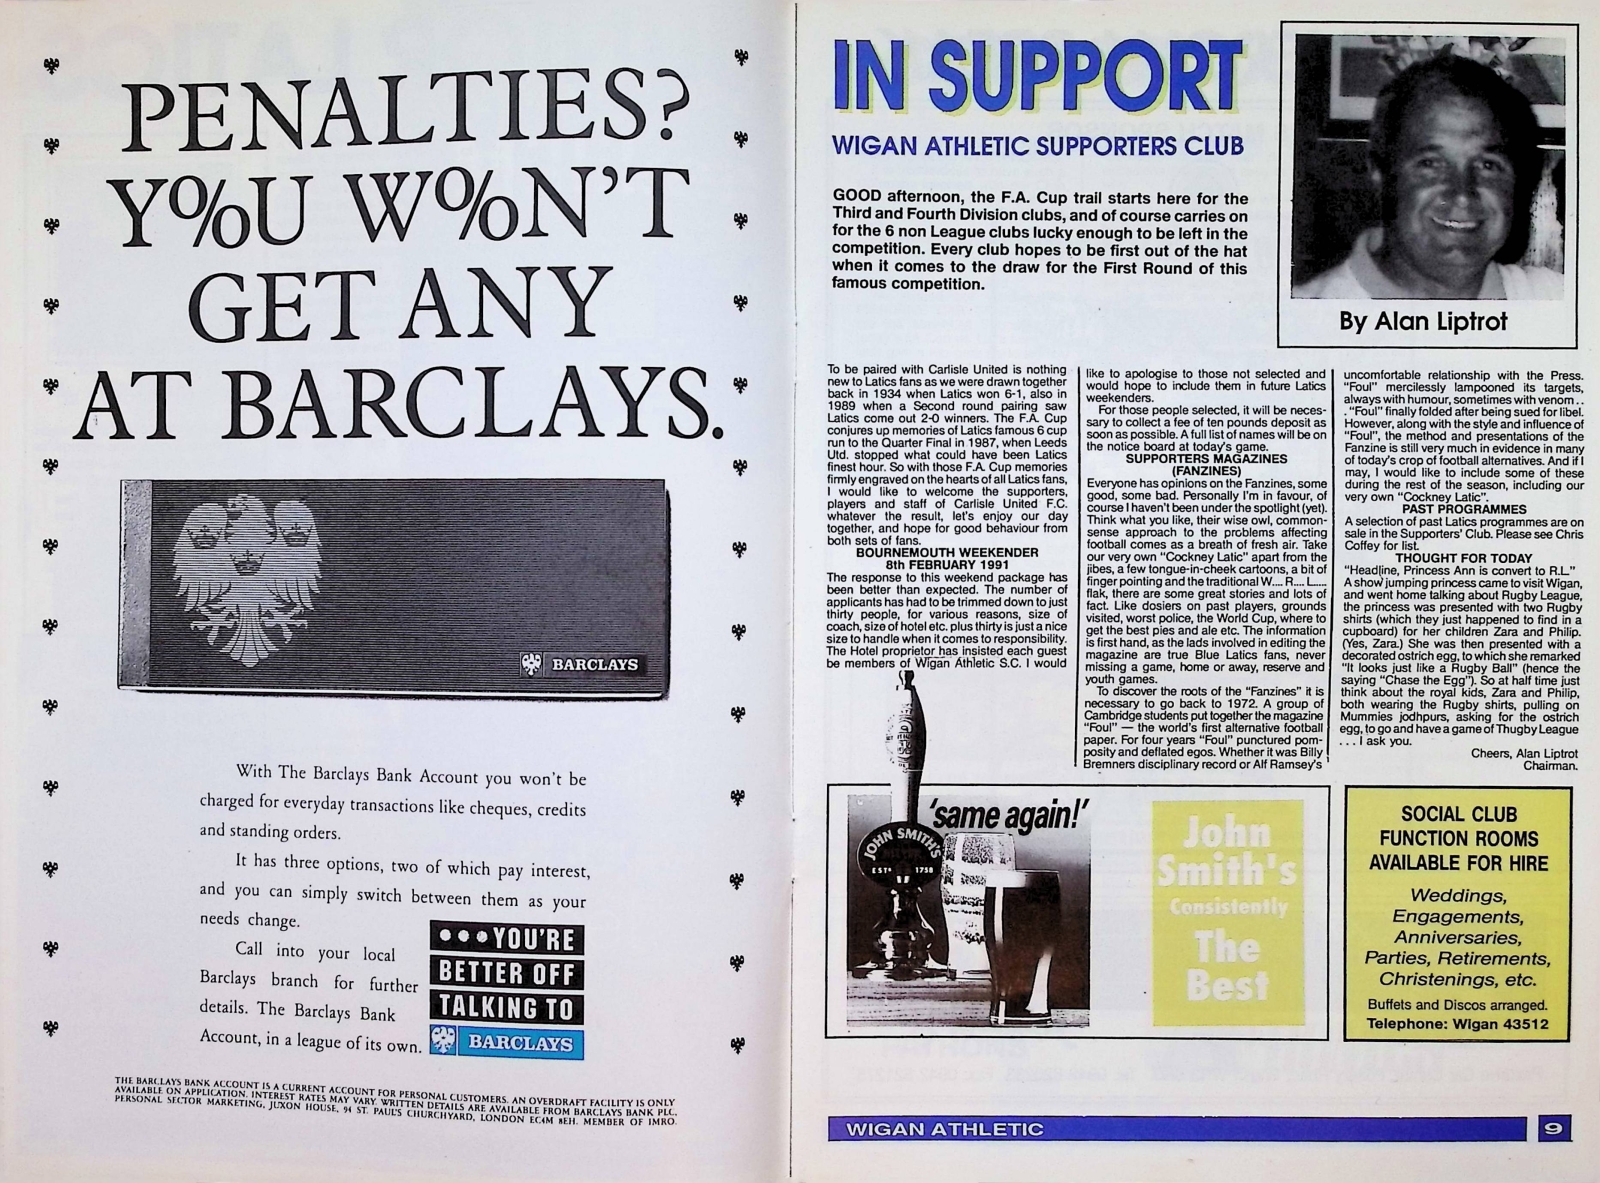 PENALTIES?
Y%U W%N'T
GET ANY
AT BARCLAYS.
BARCLAYS
With The Barclays Bank Account you won't be
charged for everyday transactions like cheques, credits
and standing orders.
It has three options, two of which pay interest,
and you can simply switch between them as your
needs change.
Call into your local
Barclays branch for further
details. The Barclays Bank
Account, in a league of its own.
YOU'RE
BETTER OFF
TALKING TO
BARCLAYS
THE BARCLAYS BANK ACCOUNT IS A CURRENT ACCOUNT FOR PERSONAL CUSTOMERS. AN OVERDRAFT FACILITY IS ONLY
AVAILABLE ON APPLICATION. INTEREST RATES MAY VARY. WRITTEN DETAILS ARE AVAILABLE FROM BARCLAYS BANK PLC,
PERSONAL SECTOR MARKETING, JUXON HOUSE, 94 ST. PAUL'S CHURCHYARD, LONDON EC4M 8EH. MEMBER OF IMRO.
IN SUPPORT
WIGAN ATHLETIC SUPPORTERS CLUB
GOOD afternoon, the F.A. Cup trail starts here for the
Third and Fourth Division clubs, and of course carries on
for the 6 non League clubs lucky enough to be left in the
competition. Every club hopes to be first out of the hat
when it comes to the draw for the First Round of this
famous competition.
By Alan Liptrot
To be paired with Carlisle United is nothing
new to Latics fans as we were drawn together
back in 1934 when Latics won 6-1, also in
1989 when a Second round pairing saw
Latics come out 2-0 winners. The F.A. Cup
conjures up memories of Latics famous 6 cup
run to the Quarter Final in 1987, when Leeds
Utd. stopped what could have been Latics
finest hour. So with those F.A. Cup memories
firmly engraved on the hearts of all Latics fans,
I would like to welcome the supporters,
players and staff of Carlisle United F.C.
whatever the result, let's enjoy our day
together, and hope for good behaviour from
both sets of fans.
BOURNEMOUTH WEEKENDER
8th FEBRUARY 1991
The response to this weekend package has
been better than expected. The number of
applicants has had to be trimmed down to just
thirty people, for various reasons, size of
coach, size of hotel etc. plus thirty is just a nice
size to handle when it comes to responsibility.
The Hotel proprietor has insisted each guest
be members of Wigan Athletic S.C. I would
like to apologise to those not selected and
would hope to include them in future Latics
weekenders.
For those people selected, it will be neces-
sary to collect a fee of ten pounds deposit as
soon as possible. A full list of names will be on
the notice board at today's game.
SUPPORTERS MAGAZINES
(FANZINES)
Everyone has opinions on the Fanzines, some
good, some bad. Personally I'm in favour, of
course I haven't been under the spotlight (yet).
Think what you like, their wise owl, common-
sense approach to the problems affecting
football comes as a breath of fresh air. Take
our very own "Cockney Latic" apart from the
jibes, a few tongue-in-cheek cartoons, a bit of
finger pointing and the traditional W.... R.... L.....
flak, there are some great stories and lots of
fact. Like dosiers on past players, grounds
visited, worst police, the World Cup, where to
get the best pies and ale etc. The information
is first hand, as the lads involved in editing the
magazine are true Blue Latics fans, never
missing a game, home or away, reserve and
youth games.
To discover the roots of the "Fanzines" it is
necessary to go back to 1972. A group of
Cambridge students put together the magazine
"Foul" — the world's first alternative football
paper. For four years "Foul" punctured pom-
posity and deflated egos. Whether it was Billy
Bremners disciplinary record or Alf Ramsey's
uncomfortable relationship with the Press.
"Foul" mercilessly lampooned its targets,
always with humour, sometimes with venom . .
. "Foul" finally folded after being sued for libel.
However, along with the style and influence of
"Foul", the method and presentations of the
Fanzine is still very much in evidence in many
of today's crop of football alternatives. And if I
may, I would like to include some of these
during the rest of the season, including our
very own "Cockney Latic".
PAST PROGRAMMES
A selection of past Latics programmes are on
sale in the Supporters' Club. Please see Chris
Coffey for list.
THOUGHT FOR TODAY
"Headline, Princess Ann is convert to R.L."
A show jumping princess came to visit Wigan,
and went home talking about Rugby League,
the princess was presented with two Rugby
shirts (which they just happened to find in a
cupboard) for her children Zara and Philip.
(Yes, Zara.) She was then presented with a
decorated ostrich egg, to which she remarked
"It looks just like a Rugby Ball" (hence the
saying "Chase the Egg"). So at half time just
think about the royal kids, Zara and Philip,
both wearing the Rugby shirts, pulling on
Mummies jodhpurs, asking for the ostrich
egg, to go and have a game of Thugby League
. . . I ask you.
Cheers, Alan Liptrot
Chairman.
'same again!'
JOHN SMITH'S
ESTD 1758
John
Smith's
Consistently
The
Best
SOCIAL CLUB
FUNCTION ROOMS
AVAILABLE FOR HIRE
Weddings,
Engagements,
Anniversaries,
Parties, Retirements,
Christenings, etc.
Buffets and Discos arranged.
Telephone: Wigan 43512
WIGAN ATHLETIC 9